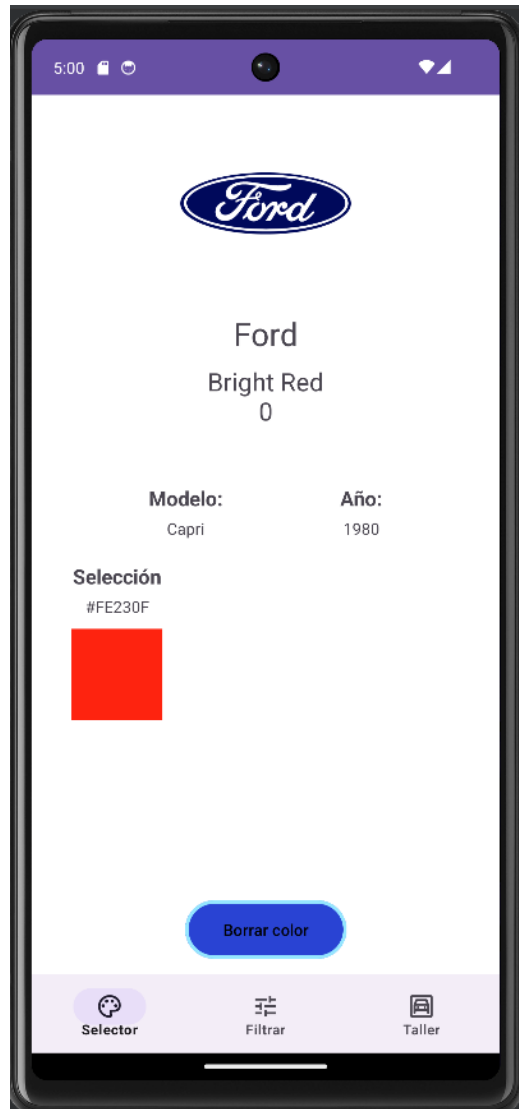 5:00
Ford
Ford
Bright Red
0
Modelo: Año:
Capri 1980
Selección
#FE230F
Borrar color
Selector Filtrar Taller